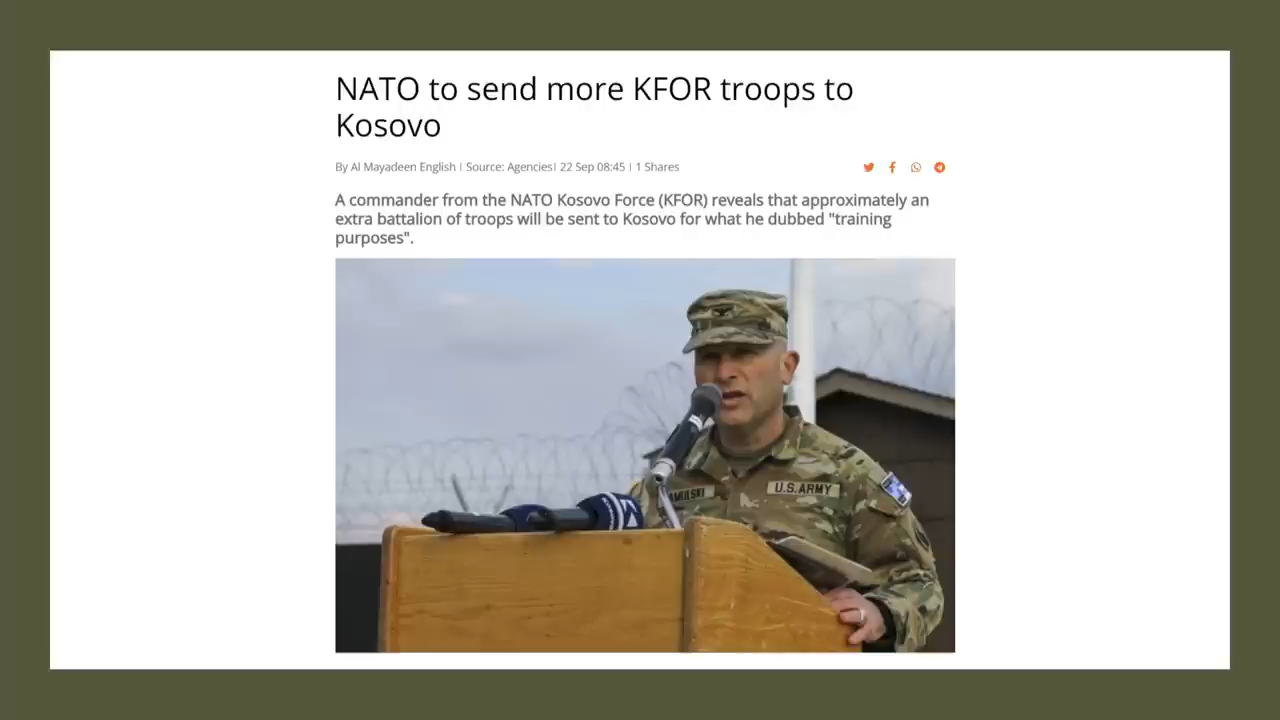 NATO to send more KFOR troops to
Kosovo
By Al Mayadeen English | Source: Agencies| 22 Sep 08:45 | 1 Shares
A commander from the NATO Kosovo Force (KFOR) reveals that approximately an
extra battalion of troops will be sent to Kosovo for what he dubbed "training
purposes".
U.S. ARMY